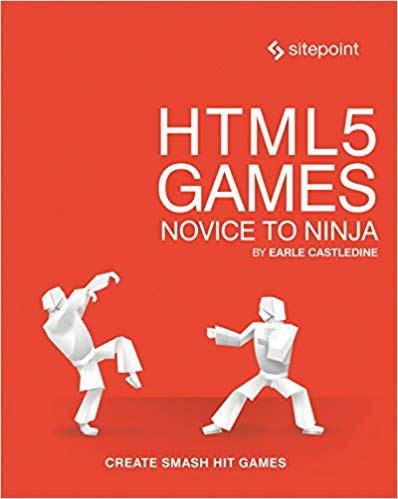 sitepoint
HTML5
GAMES
NOVICE TO NINJA
BY EARLE CASTLEDINE
CREATE SMASH HIT GAMES